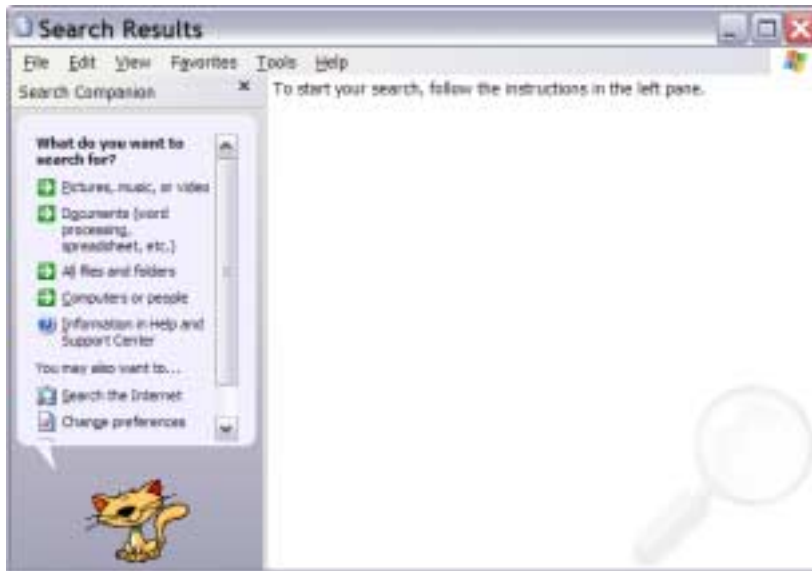 Search Results
File Edit View Favorites Tools Help
Search Companion
To start your search, follow the instructions in the left pane.
What do you want to
search for?
Pictures, music, or video
Documents (word
processing,
spreadsheet, etc.)
All files and folders
Computers or people
Information in Help and
Support Center
You may also want to...
Search the Internet
Change preferences